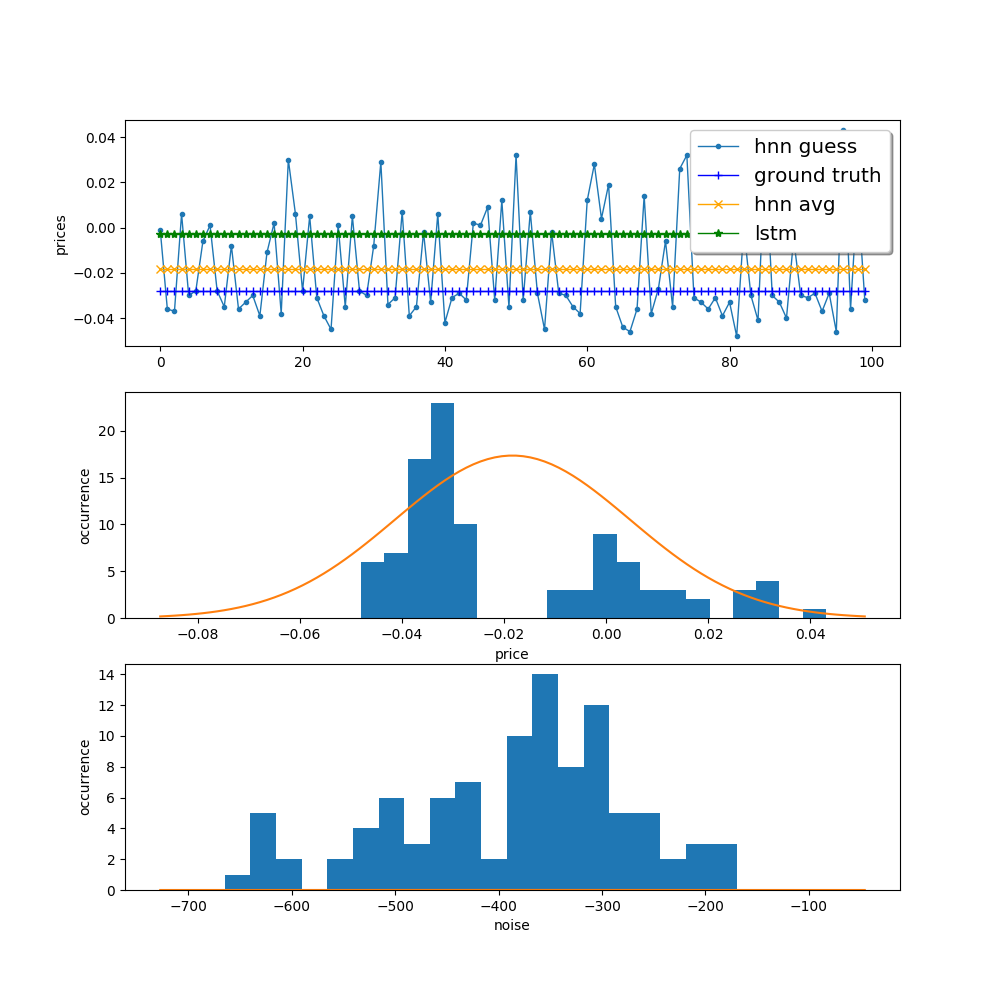 0.04
0.02
0.00
−0.02
−0.04
prices
hnn guess
ground truth
hnn avg
lstm
0 20 40 60 80 100
20
15
10
5
0
occurrence
−0.08 −0.06 −0.04 −0.02 0.00 0.02 0.04
price
14
12
10
8
6
4
2
0
occurrence
−700 −600 −500 −400 −300 −200 −100
noise